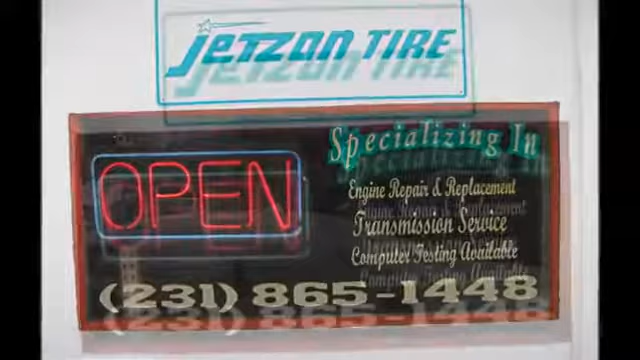 Jetzon TIRE
Specializing In
OPEN
Engine Repair & Replacement
Transmission Service
Computer Testing Available
(231) 865-1448